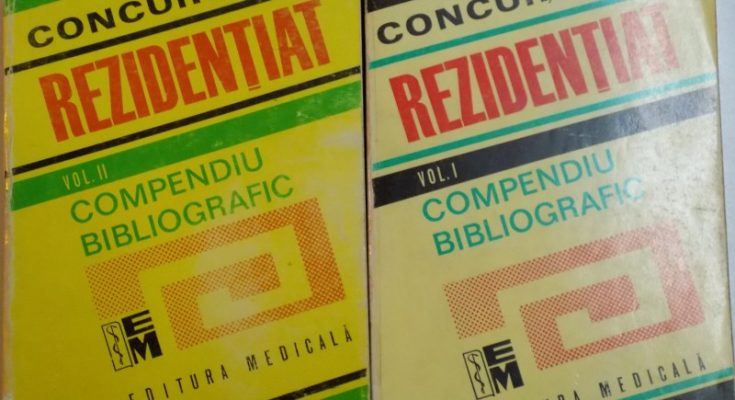 REZIDENȚIAT
VOL. II
COMPENDIU
BIBLIOGRAFIC
EM
EDITURA MEDICALĂ
REZIDENȚIAT
VOL. I
COMPENDIU
BIBLIOGRAFIC
EM
MEDICALĂ